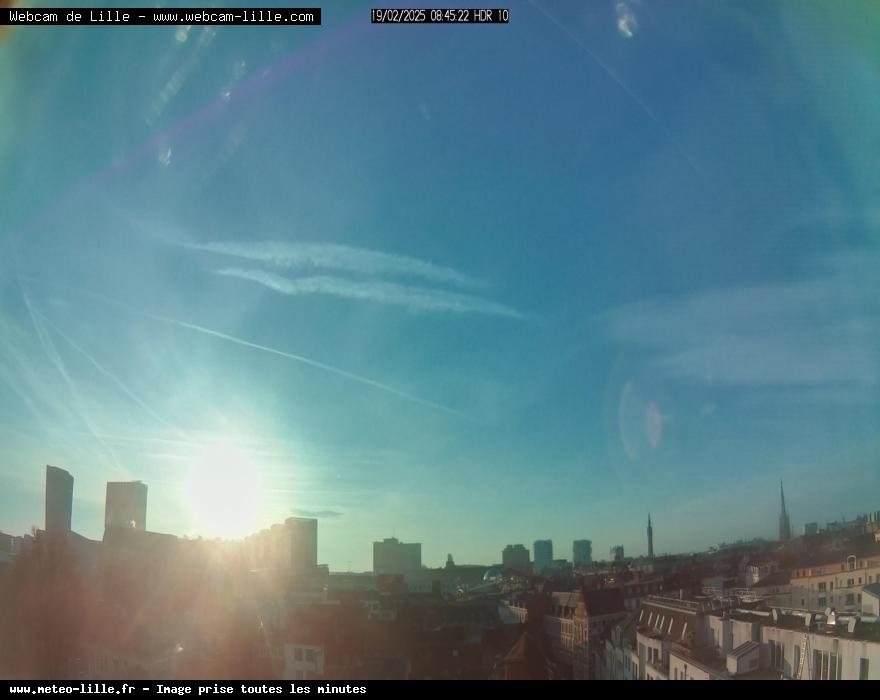 Webcam de Lille - www.webcam-lille.com
19/02/2025 08:45:22 HDR 10
www.meteo-lille.fr - Image prise toutes les minutes